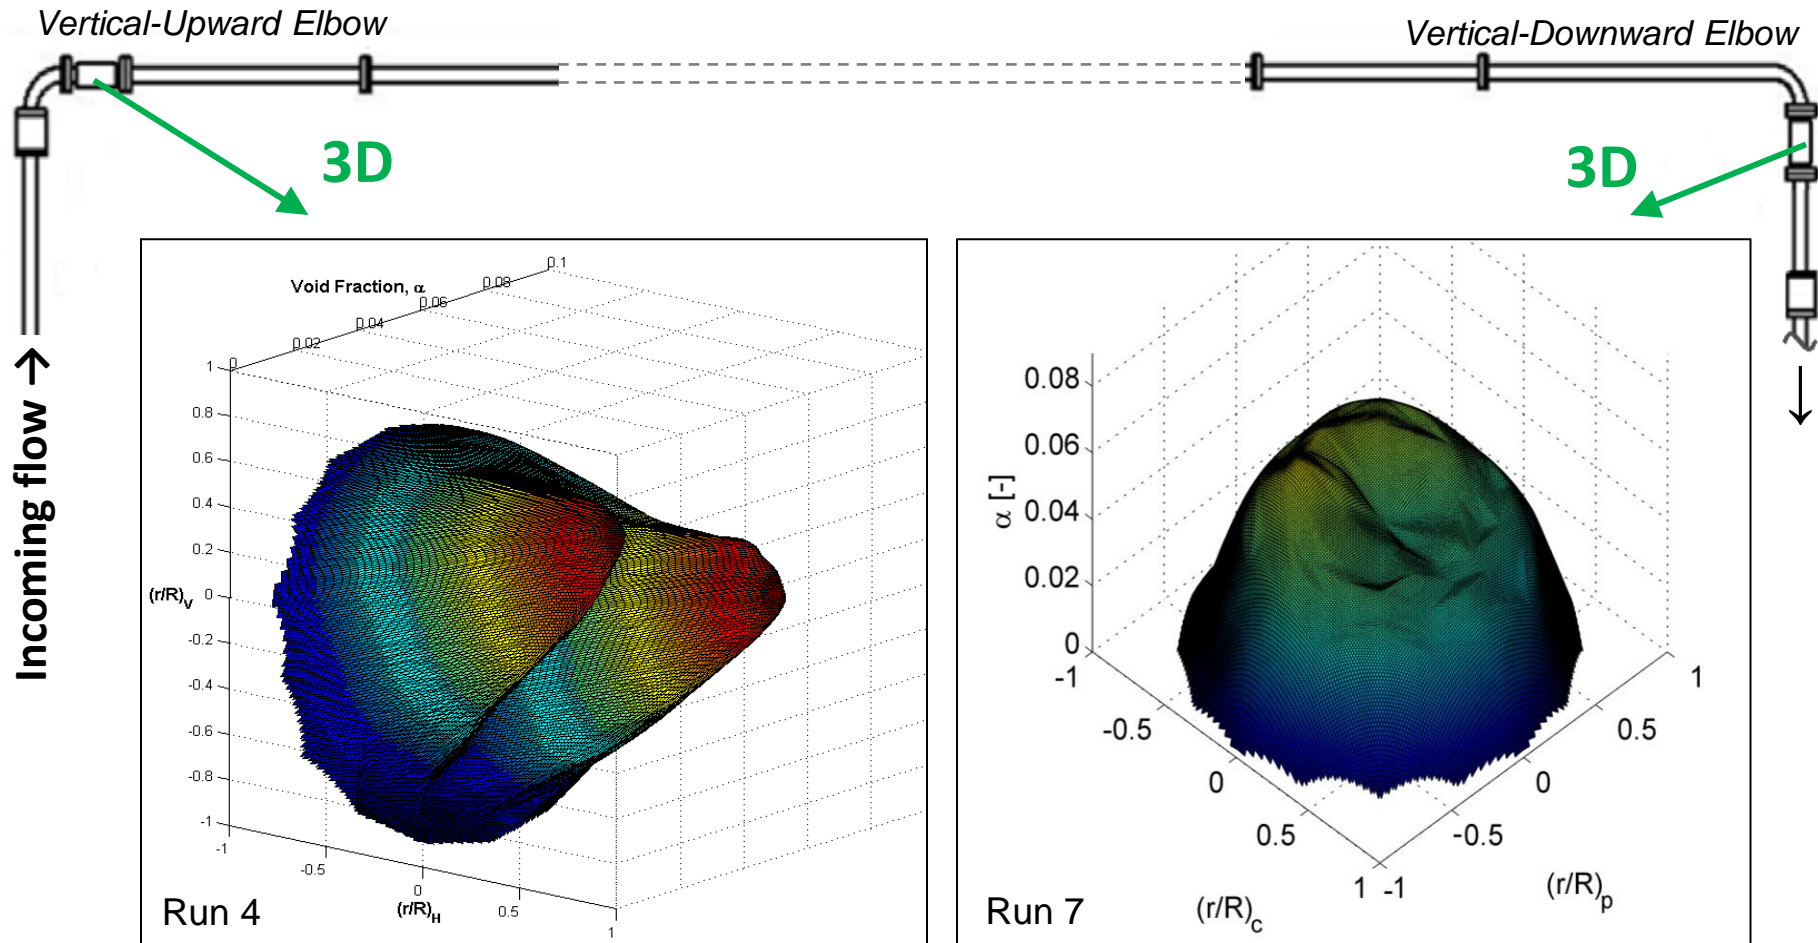 Vertical-Upward Elbow
Vertical-Downward Elbow
3D
3D
Incoming flow →
Void Fraction, α
0
0.02
0.04
0.06
0.08
0.1
1
0.8
0.6
0.4
0.2
0
-0.2
-0.4
-0.6
-0.8
-1
(r/R)V
-1
-0.5
0
0.5
1
1
(r/R)H
Run 4
α [-]
0.08
0.06
0.04
0.02
0
-1
-0.5
0
0.5
1
-1
-0.5
0
0.5
1
(r/R)c
(r/R)p
Run 7